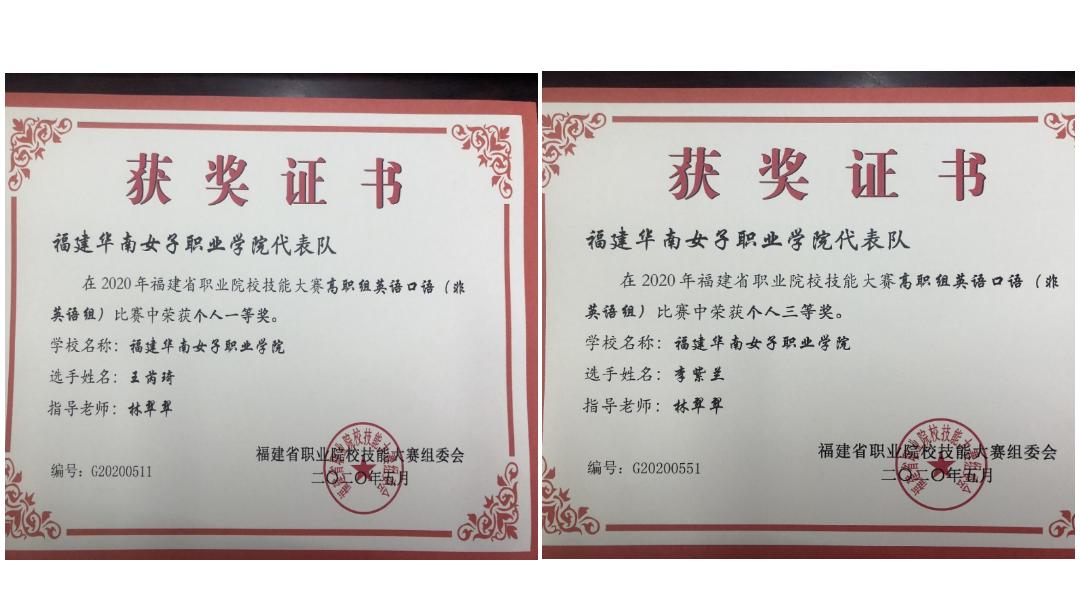 获奖证书
福建华南女子职业学院代表队
在2020年福建省职业院校技能大赛高职组英语口语（非
英语组）比赛中荣获个人一等奖。
学校名称：福建华南女子职业学院
选手姓名：王芮琦
指导老师：林翠翠
福建省职业院校技能大赛组委会
编号：G20200511
二〇二〇年五月
获奖证书
福建华南女子职业学院代表队
在2020年福建省职业院校技能大赛高职组英语口语（非
英语组）比赛中荣获个人三等奖。
学校名称：福建华南女子职业学院
选手姓名：李紫兰
指导老师：林翠翠
福建省职业院校技能大赛组委会
编号：G20200551
二〇二〇年五月